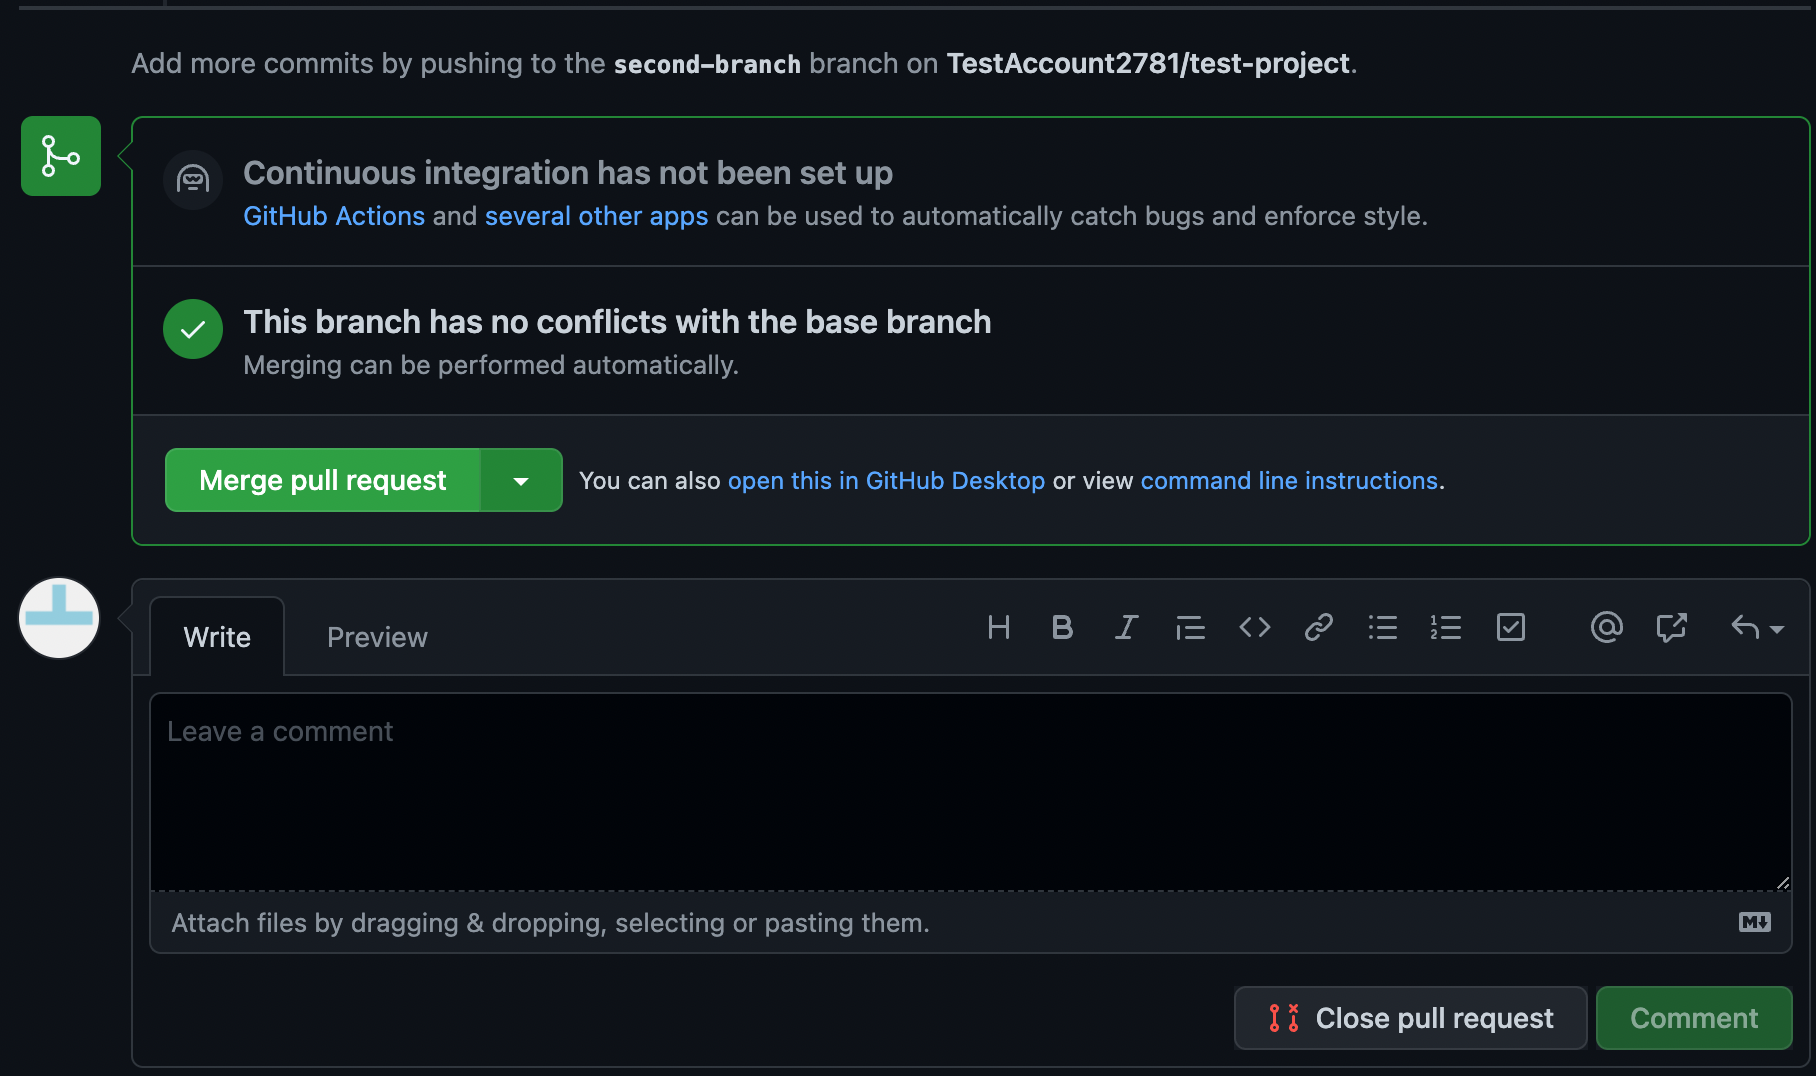 Add more commits by pushing to the second-branch branch on TestAccount2781/test-project.
Continuous integration has not been set up
GitHub Actions and several other apps can be used to automatically catch bugs and enforce style.
This branch has no conflicts with the base branch
Merging can be performed automatically.
Merge pull request
You can also open this in GitHub Desktop or view command line instructions.
Write
Preview
Leave a comment
Attach files by dragging & dropping, selecting or pasting them.
Close pull request
Comment